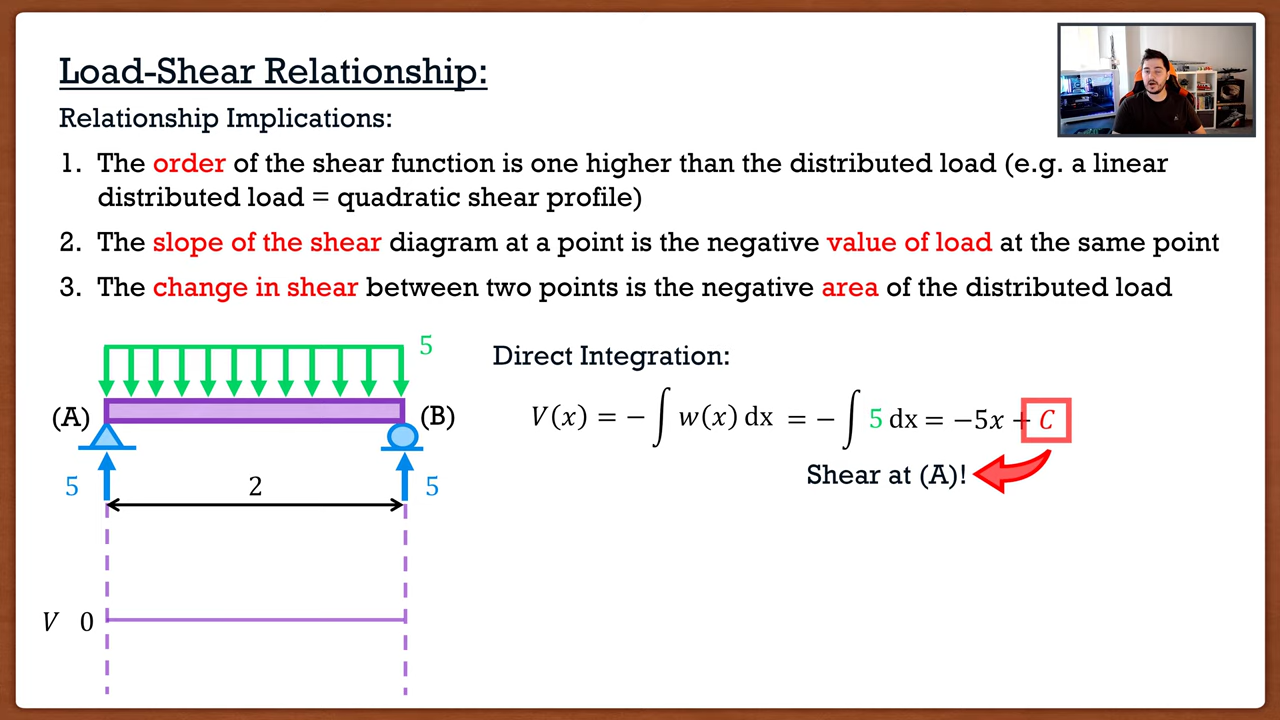 Load-Shear Relationship:
Relationship Implications:
1. The order of the shear function is one higher than the distributed load (e.g. a linear
distributed load = quadratic shear profile)
2. The slope of the shear diagram at a point is the negative value of load at the same point
3. The change in shear between two points is the negative area of the distributed load
5
(A)
(B)
5
2
5
V 0
Direct Integration:
V(x) = − ∫ w(x) dx = − ∫ 5 dx = −5x + C
Shear at (A)!